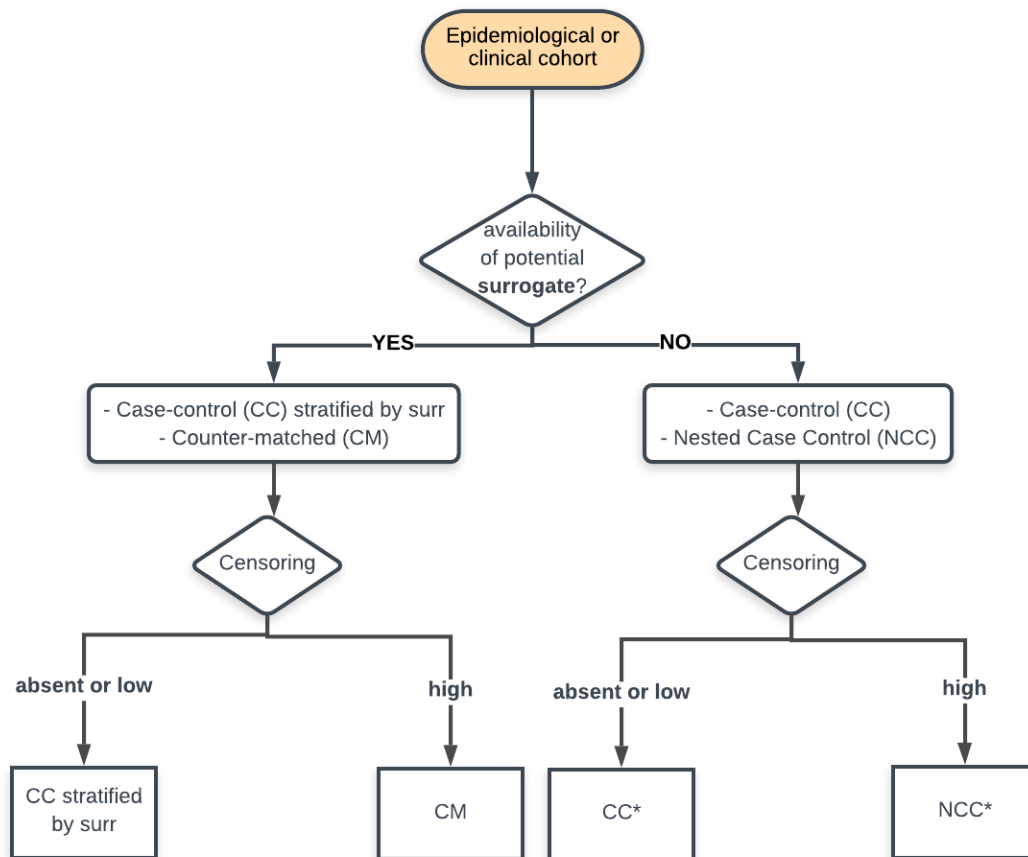 Epidemiological or
clinical cohort
availability
of potential
surrogate?
YES
NO
- Case-control (CC) stratified by surr
- Counter-matched (CM)
- Case-control (CC)
- Nested Case Control (NCC)
Censoring
Censoring
absent or low
high
absent or low
high
CC stratified
by surr
CM
CC*
NCC*